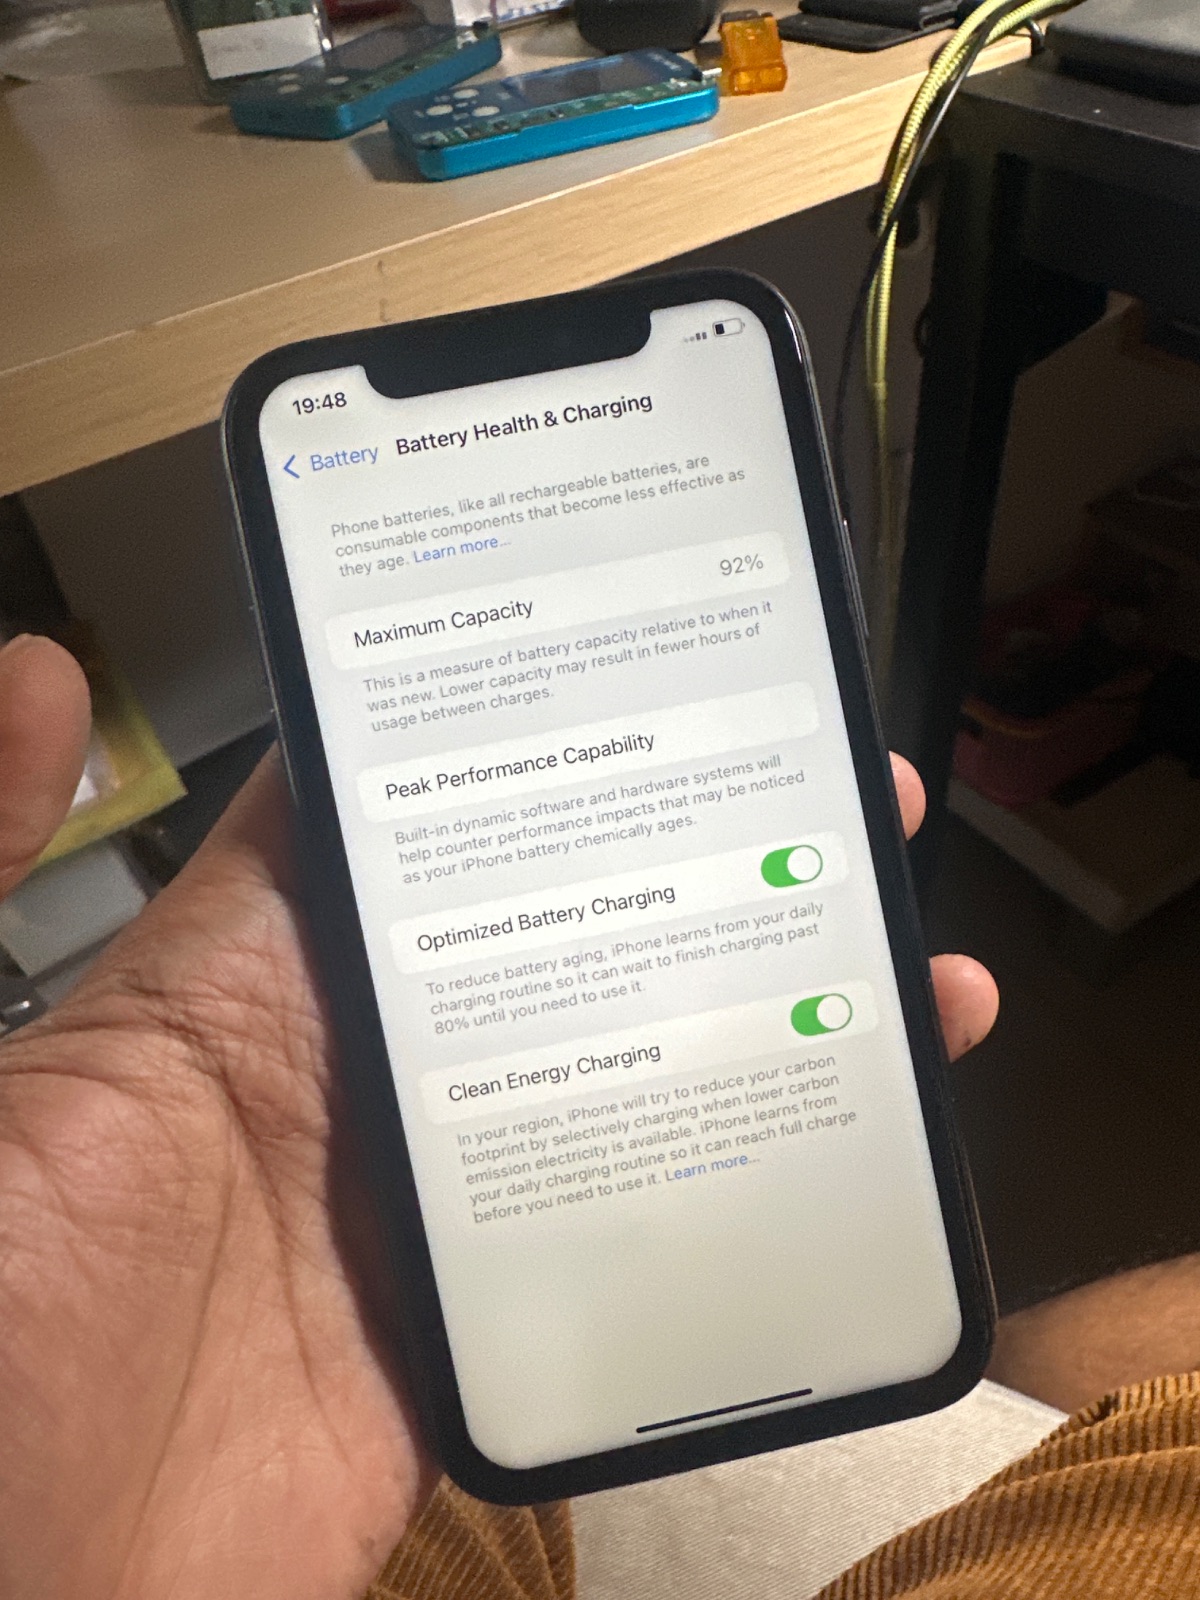 19:48
Battery
Battery Health & Charging
Phone batteries, like all rechargeable batteries, are
consumable components that become less effective as
they age. Learn more...
Maximum Capacity
92%
This is a measure of battery capacity relative to when it
was new. Lower capacity may result in fewer hours of
usage between charges.
Peak Performance Capability
Built-in dynamic software and hardware systems will
help counter performance impacts that may be noticed
as your iPhone battery chemically ages.
Optimized Battery Charging
To reduce battery aging, iPhone learns from your daily
charging routine so it can wait to finish charging past
80% until you need to use it.
Clean Energy Charging
In your region, iPhone will try to reduce your carbon
footprint by selectively charging when lower carbon
emission electricity is available. iPhone learns from
your daily charging routine so it can reach full charge
before you need to use it. Learn more...